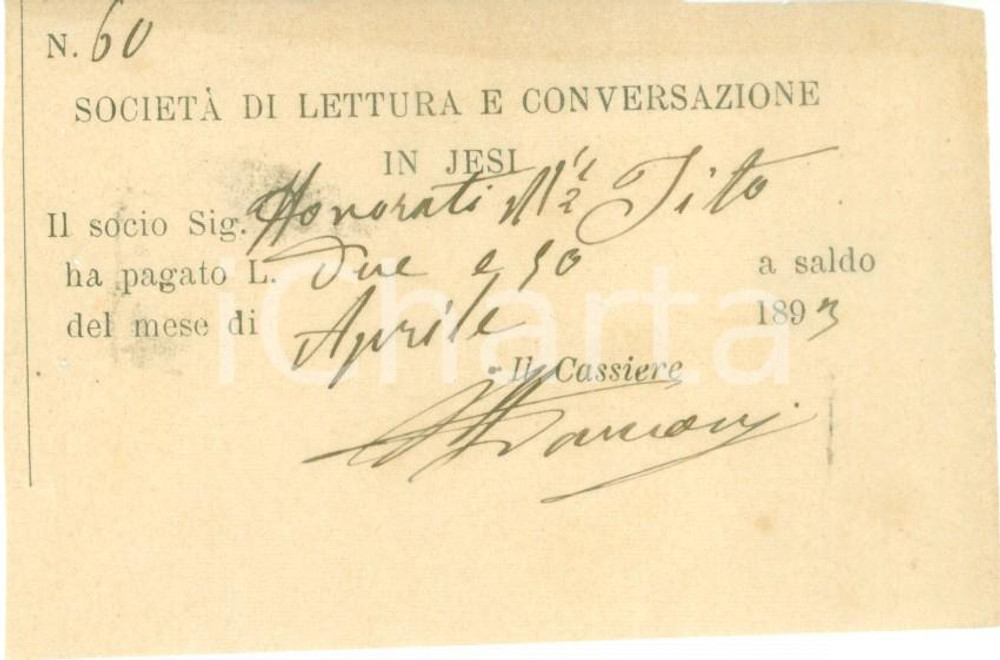 N. 60
SOCIETÀ DI LETTURA E CONVERSAZIONE
IN JESI
Il socio Sig. Honorati Tito
ha pagato L. Due e 50 a saldo
del mese di Aprile 1893
Il Cassiere
iCharta